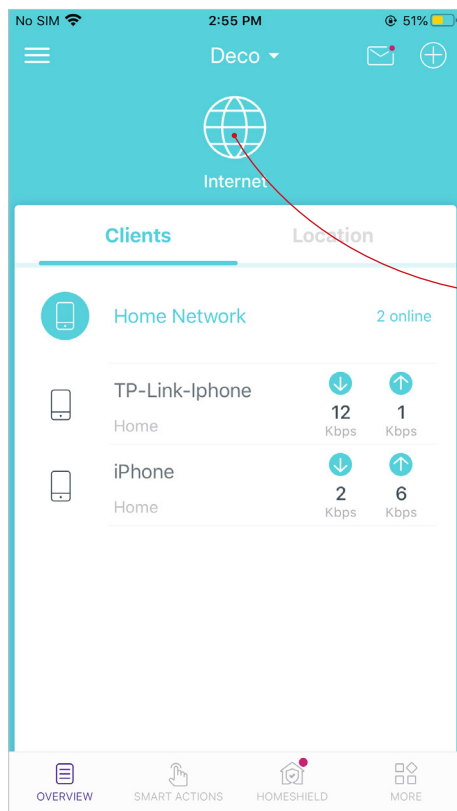 No SIM 2:55 PM 51%
Deco
Internet
Clients Location
Home Network 2 online
TP-Link-Iphone
Home
12 1
Kbps Kbps
iPhone
Home
2 6
Kbps Kbps
OVERVIEW SMART ACTIONS HOMESHIELD MORE